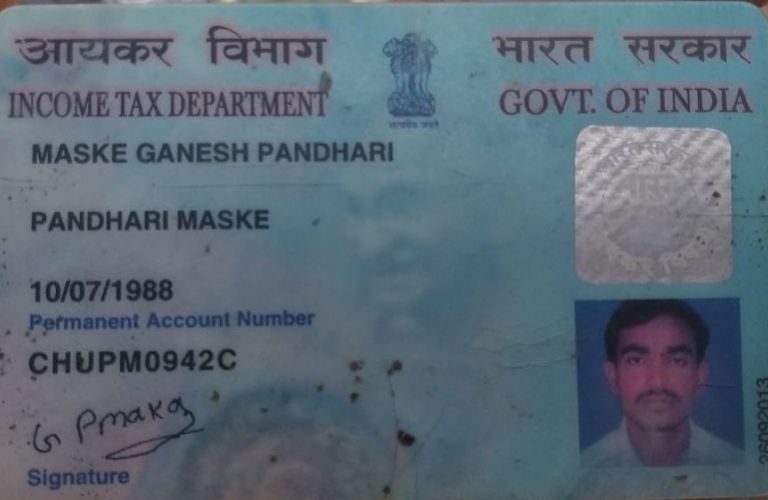 आयकर विभाग भारत सरकार
INCOME TAX DEPARTMENT GOVT. OF INDIA
सत्यमेव जयते
MASKE GANESH PANDHARI
PANDHARI MASKE
10/07/1988
Permanent Account Number
CHUPM0942C
Signature
26092013